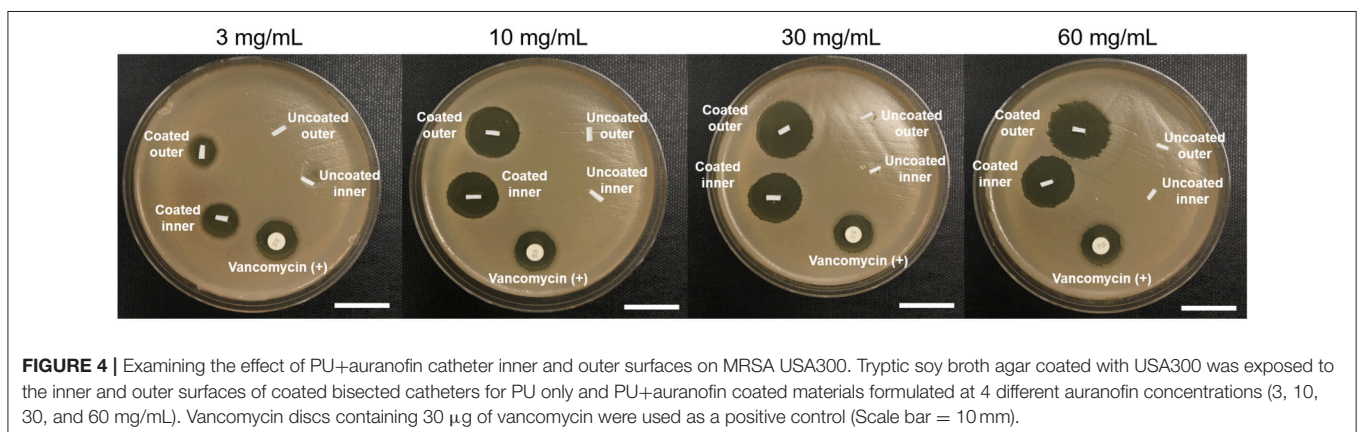 3 mg/mL
10 mg/mL
30 mg/mL
60 mg/mL
Coated
outer
Uncoated
outer
Uncoated
inner
Coated
inner
Vancomycin (+)
Coated
outer
Uncoated
outer
Coated
inner
Uncoated
inner
Vancomycin (+)
Coated
outer
Uncoated
outer
Coated
inner
Uncoated
inner
Vancomycin (+)
Coated
outer
Uncoated
outer
Coated
inner
Uncoated
inner
Vancomycin (+)
FIGURE 4 | Examining the effect of PU+auranofin catheter inner and outer surfaces on MRSA USA300. Tryptic soy broth agar coated with USA300 was exposed to
the inner and outer surfaces of coated bisected catheters for PU only and PU+auranofin coated materials formulated at 4 different auranofin concentrations (3, 10,
30, and 60 mg/mL). Vancomycin discs containing 30 μg of vancomycin were used as a positive control (Scale bar = 10 mm).